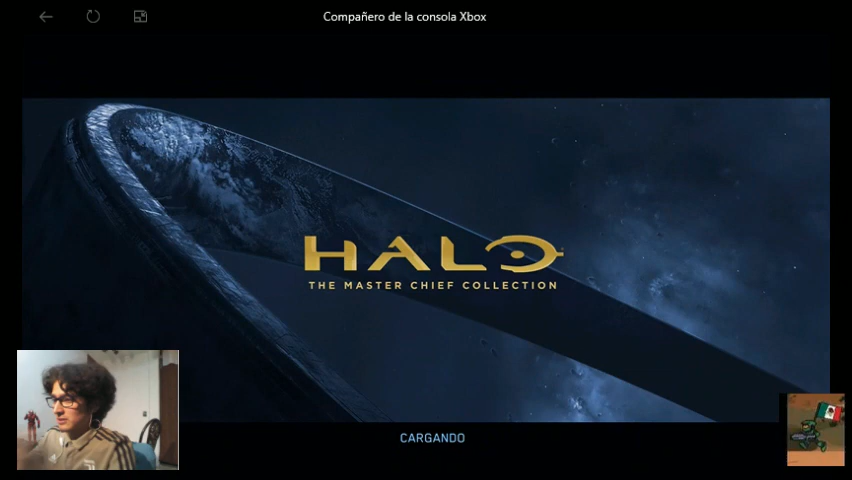 Compañero de la consola Xbox
HALO
THE MASTER CHIEF COLLECTION
CARGANDO